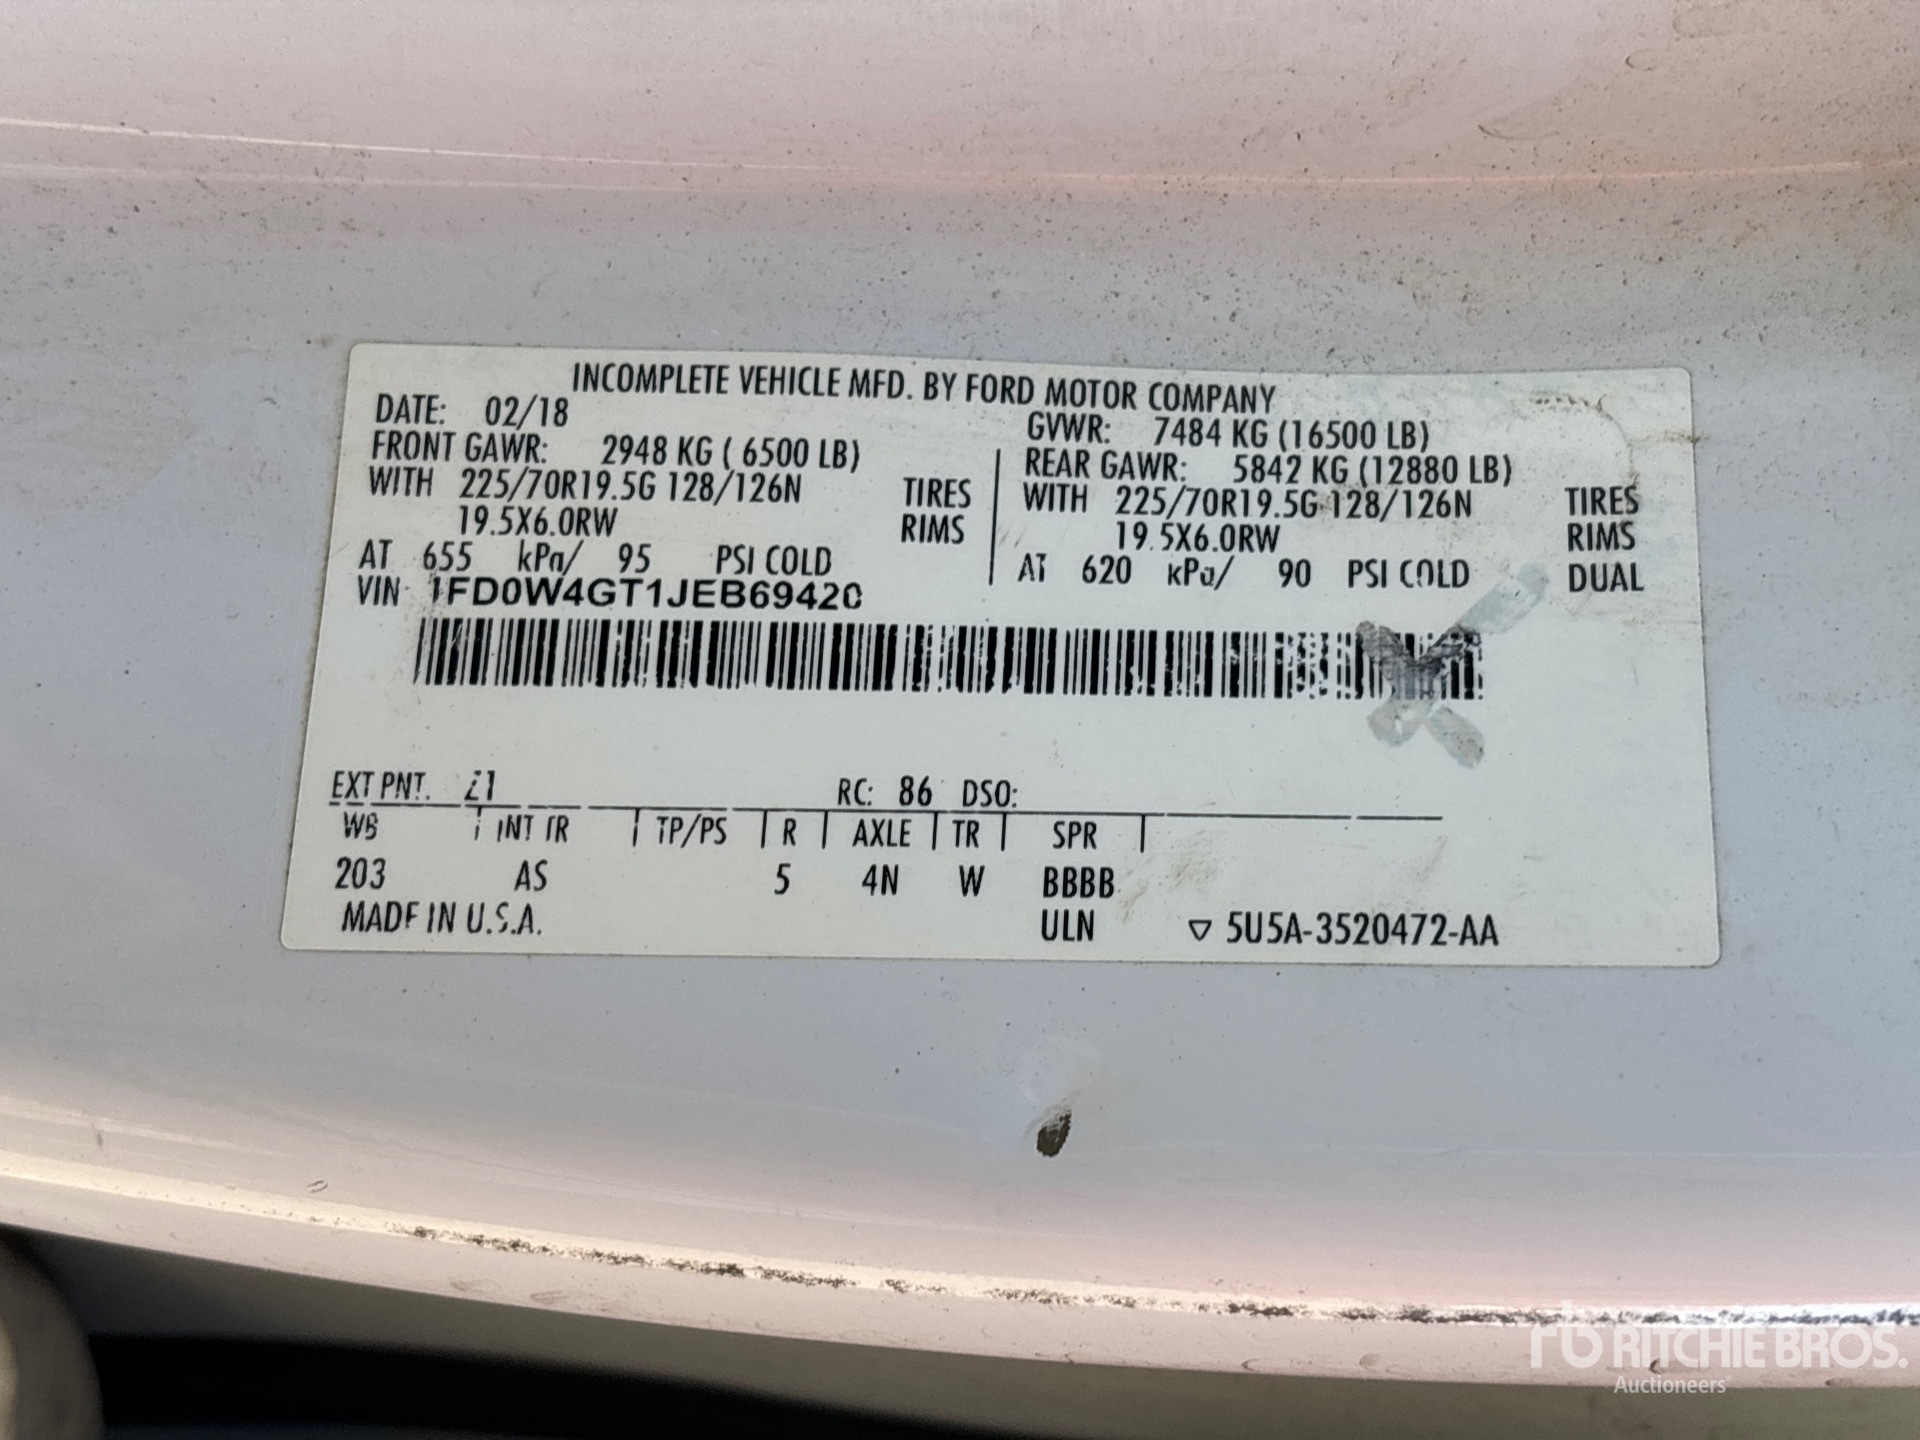 INCOMPLETE VEHICLE MFD. BY FORD MOTOR COMPANY
DATE: 02/18
GVWR: 7484 KG (16500 LB)
FRONT GAWR: 2948 KG ( 6500 LB)
REAR GAWR: 5842 KG (12880 LB)
WITH 225/70R19.5G 128/126N TIRES
WITH 225/70R19.5G 128/126N TIRES
19.5X6.0RW RIMS
19.5X6.0RW RIMS
AT 655 kPa/ 95 PSI COLD
AT 620 kPa/ 90 PSI COLD DUAL
VIN: 1FD0W4GT1JEB69420
EXT PNT: Z1 RC: 86 DSO:
WB | INT TR | TP/PS | R | AXLE | TR | SPR |
203 AS 5 4N W BBBB
MADE IN U.S.A. ULN ▽ 5U5A-3520472-AA
rb RITCHIE BROS.
Auctioneers